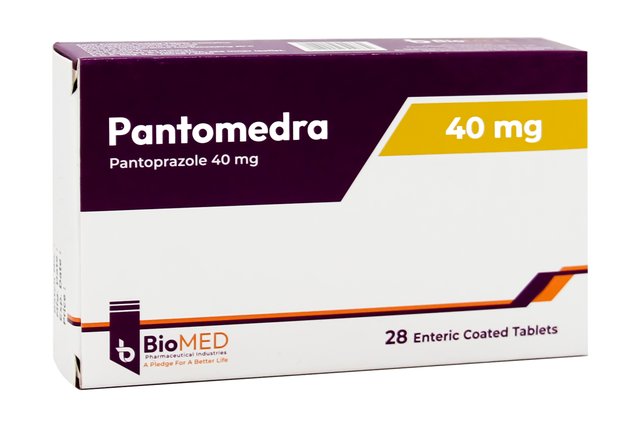 Pantomedra
40 mg
Pantoprazole 40 mg
28 Enteric Coated Tablets
BioMED
Pharmaceutical Industries
A Pledge For A Better Life